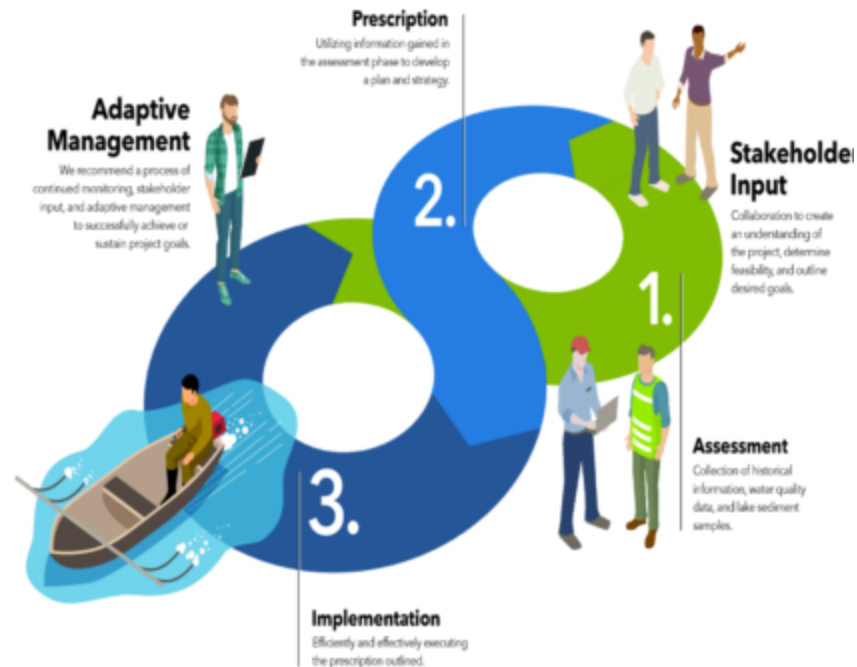 Prescription
Utilizing information gained in
the assessment phase to develop
a plan and strategy.
Adaptive
Management
We recommend a process of
continued monitoring, stakeholder
input, and adaptive management
to successfully achieve or
sustain project goals.
2.
Stakeholder
Input
Collaboration to create
an understanding of
the project, determine
feasibility, and outline
desired goals.
1.
Assessment
Collection of historical
information, water quality
data, and lake sediment
samples.
3.
Implementation
Efficiently and effectively executing
the prescription outlined.